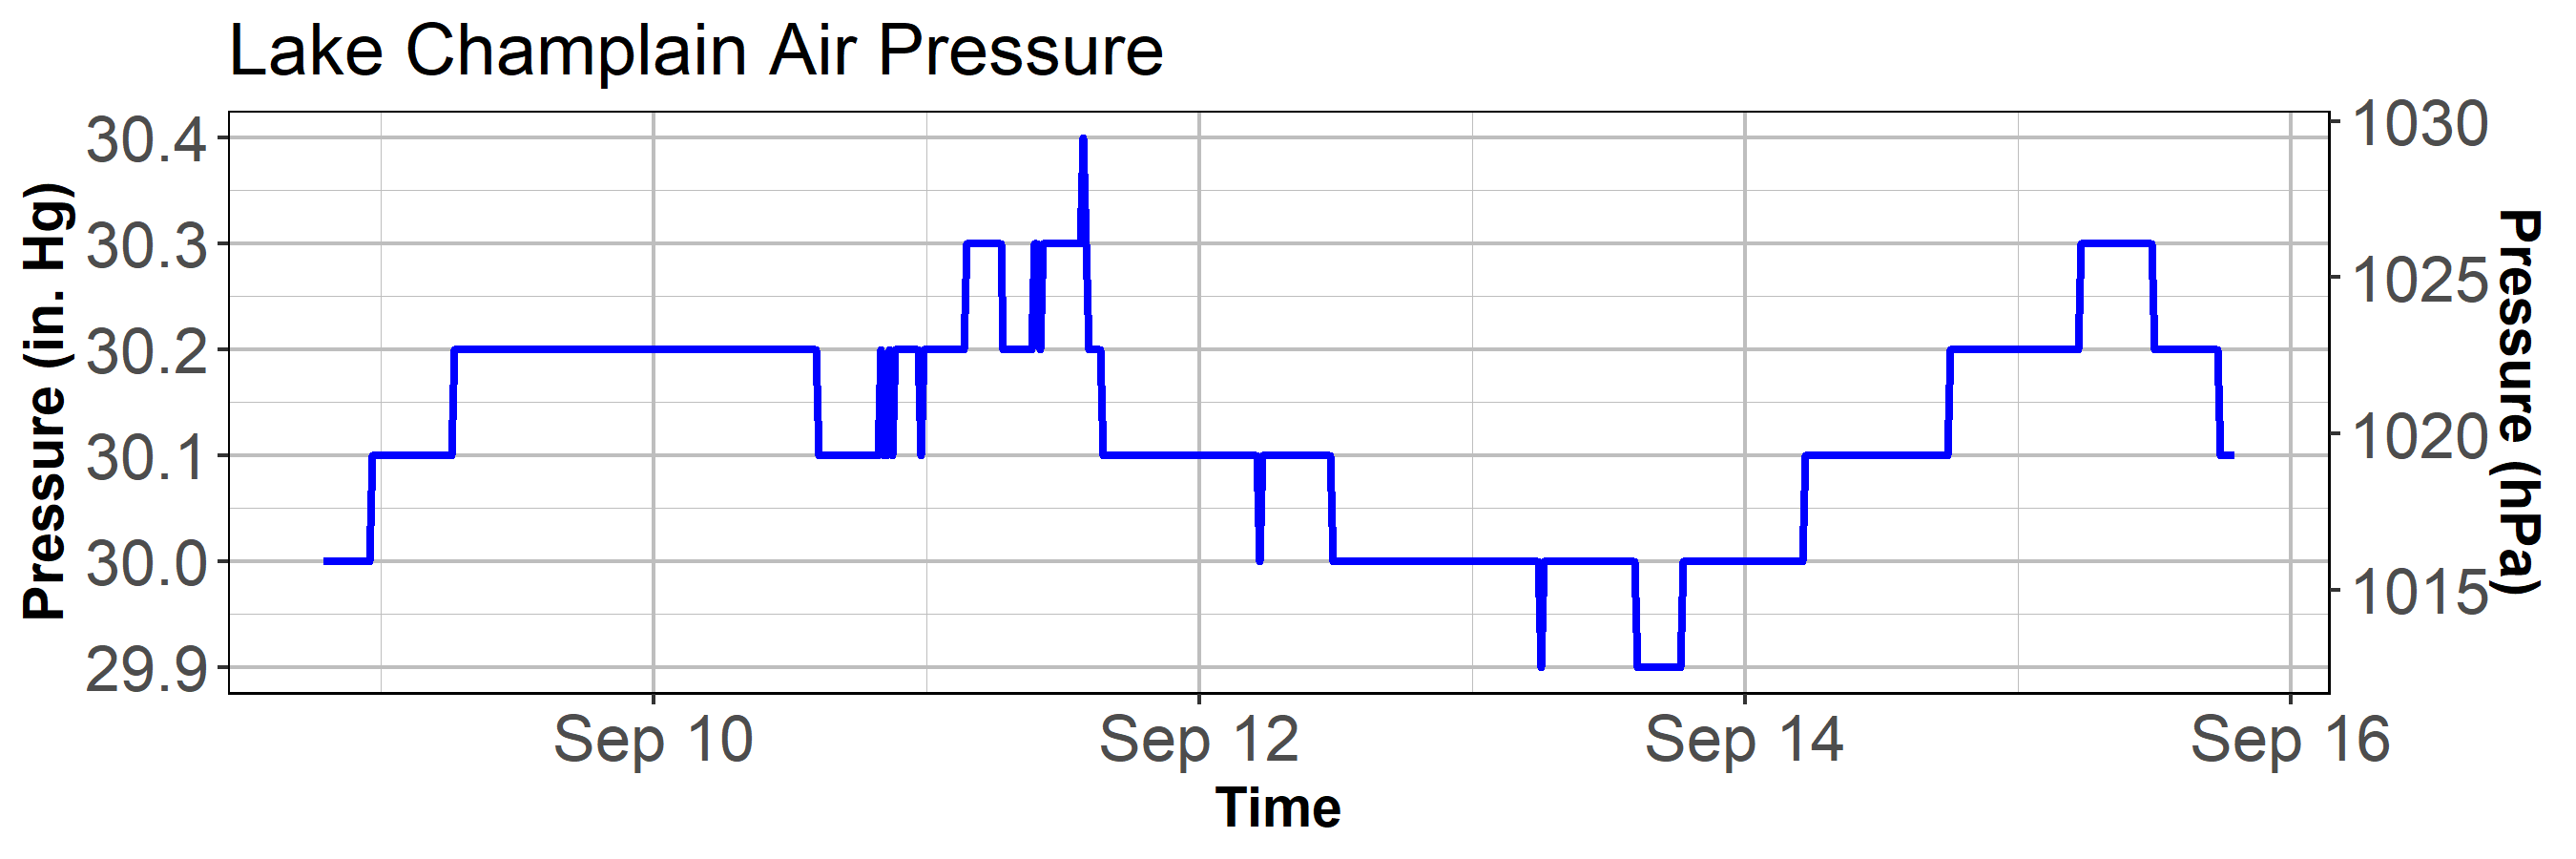 Lake Champlain Air Pressure
30.4
30.3
30.2
30.1
30.0
29.9
Pressure (in. Hg)
1030
1025
1020
1015
Pressure (hPa)
Sep 10
Sep 12
Sep 14
Sep 16
Time